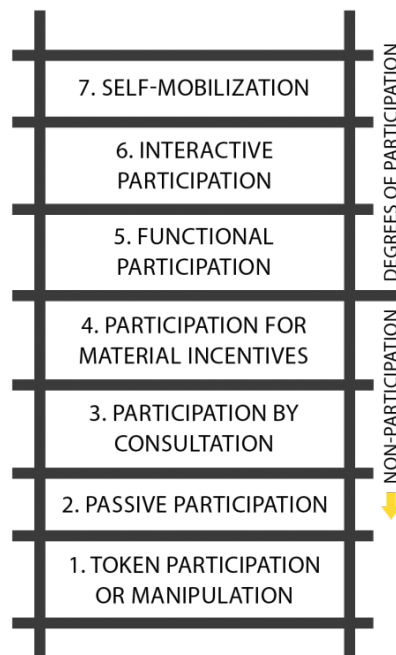 7. SELF-MOBILIZATION
6. INTERACTIVE
PARTICIPATION
5. FUNCTIONAL
PARTICIPATION
4. PARTICIPATION FOR
MATERIAL INCENTIVES
3. PARTICIPATION BY
CONSULTATION
2. PASSIVE PARTICIPATION
1. TOKEN PARTICIPATION
OR MANIPULATION
DEGREES OF PARTICIPATION
NON-PARTICIPATION